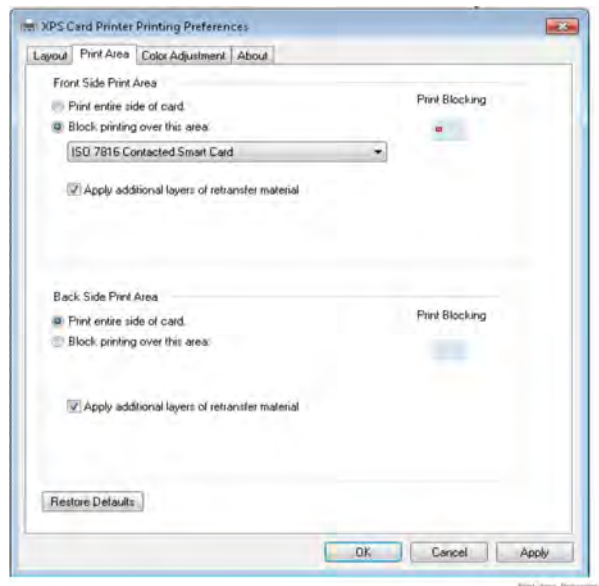 XPS Card Printer Printing Preferences
Layout Print Area Color Adjustment About
Front Side Print Area
Print entire side of card.
Print Blocking
Block printing over this area:
ISO 7816 Contacted Smart Card
Apply additional layers of retransfer material
Back Side Print Area
Print entire side of card.
Print Blocking
Block printing over this area:
Apply additional layers of retransfer material
Restore Defaults
OK Cancel Apply